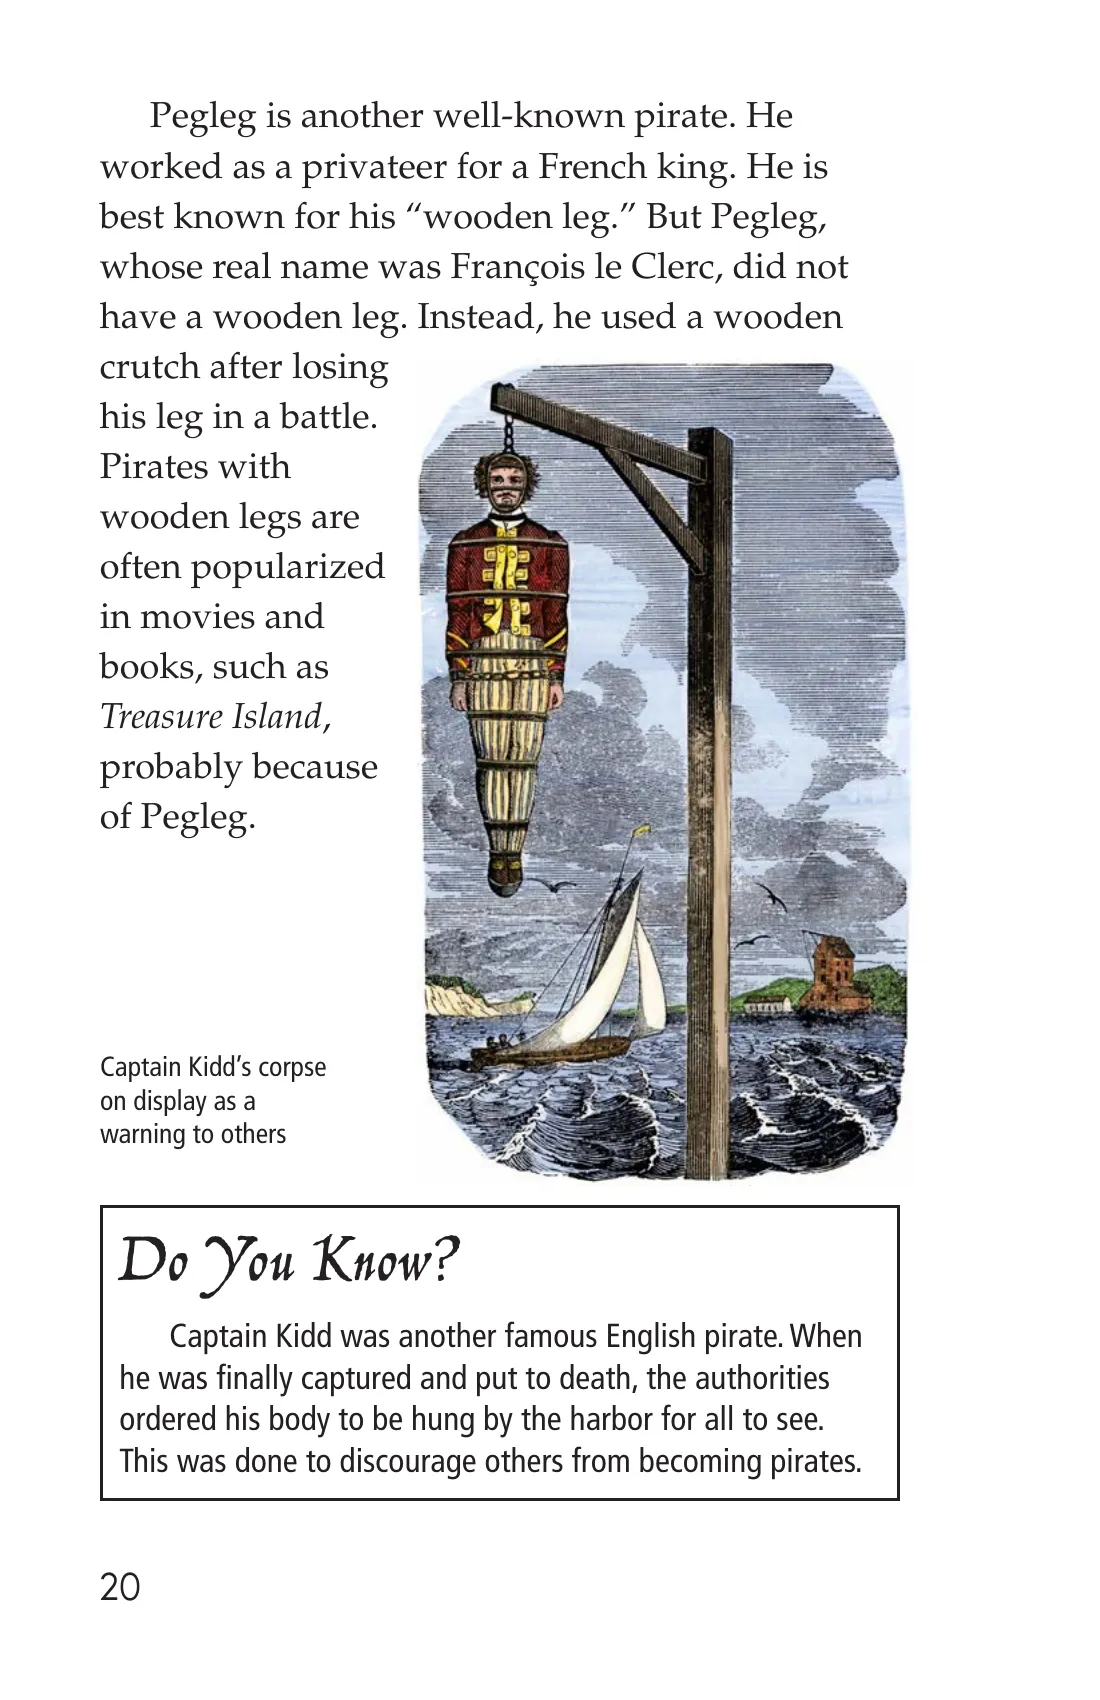 Pegleg is another well-known pirate. He
worked as a privateer for a French king. He is
best known for his “wooden leg.” But Pegleg,
whose real name was François le Clerc, did not
have a wooden leg. Instead, he used a wooden
crutch after losing
his leg in a battle.
Pirates with
wooden legs are
often popularized
in movies and
books, such as
Treasure Island,
probably because
of Pegleg.
Captain Kidd’s corpse
on display as a
warning to others
Do You Know?
Captain Kidd was another famous English pirate. When
he was finally captured and put to death, the authorities
ordered his body to be hung by the harbor for all to see.
This was done to discourage others from becoming pirates.
20